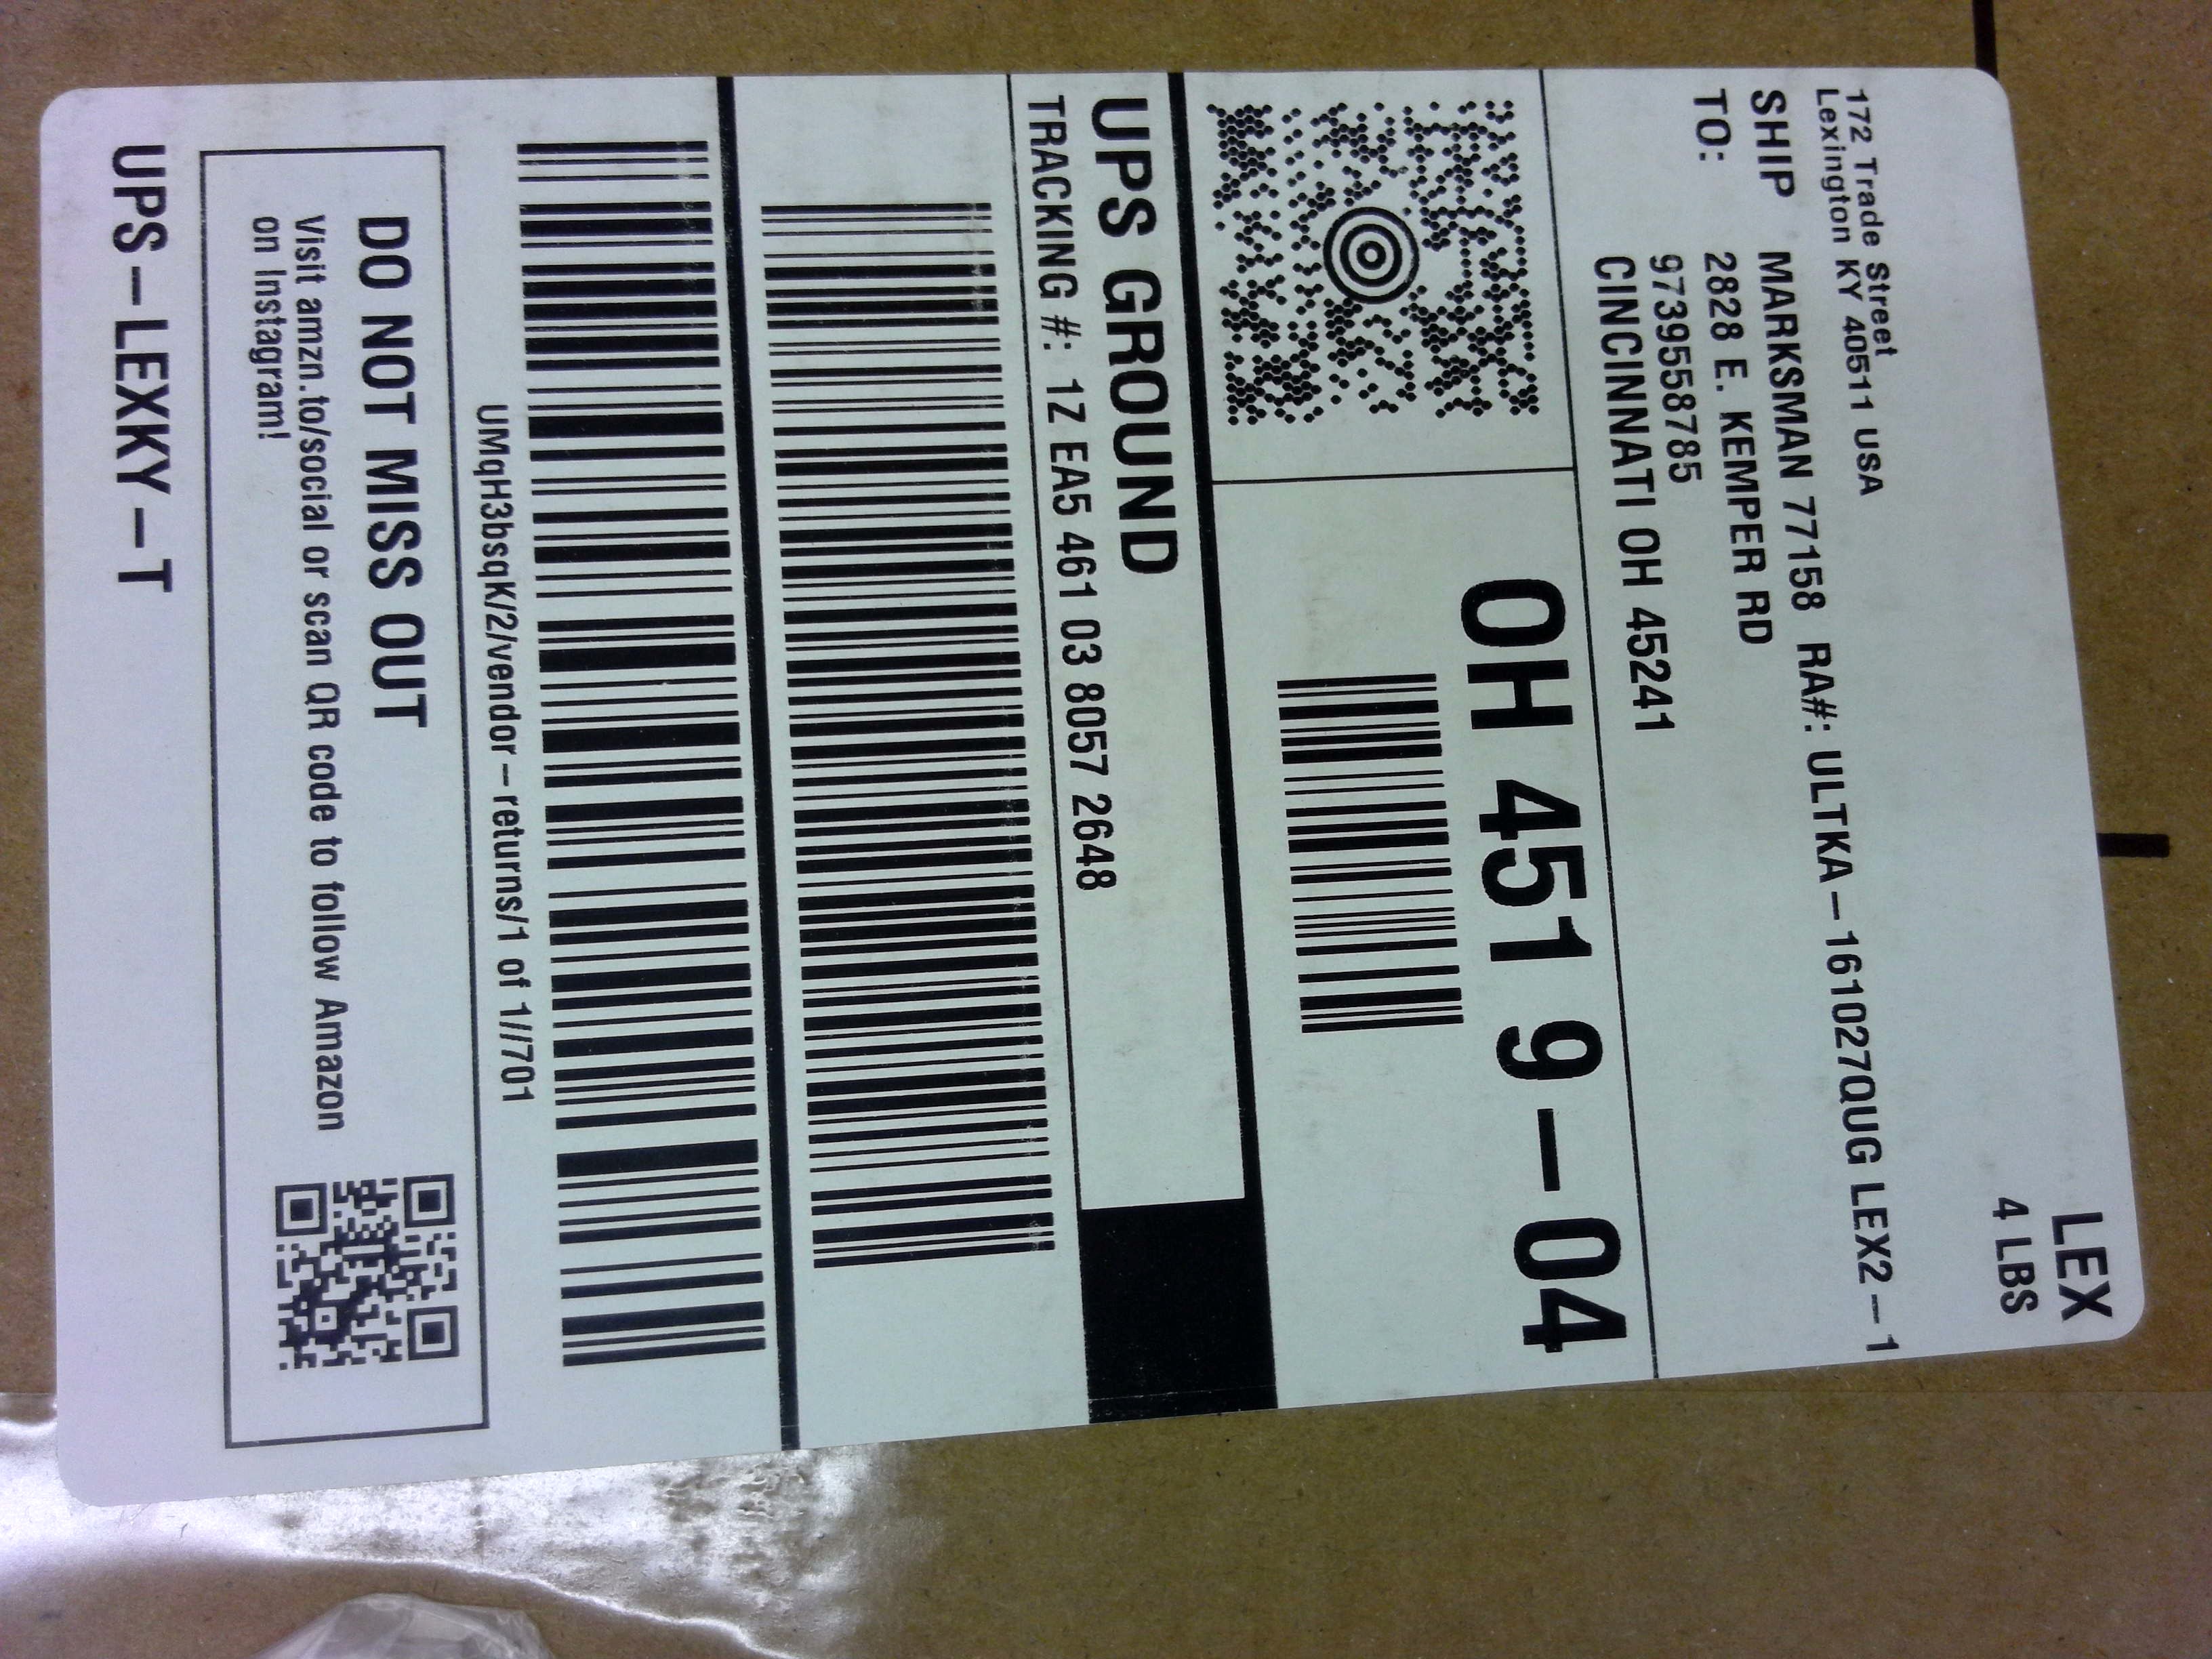 LEX
4 LBS
172 Trade Street
Lexington KY 40511 USA
SHIP MARKSMAN 77158 RA#: ULTKA-161027QUG LEX2-1
TO: 2828 E. KEMPER RD
9739558785
CINCINNATI OH 45241
OH 451 9-04
UPS GROUND
TRACKING #: 1Z EA5 461 03 8057 2648
UMqH3bsqK/2/vendor-returns/1 of 1//701
DO NOT MISS OUT
Visit amzn.to/social or scan QR code to follow Amazon
on Instagram!
UPS-LEXKY-T